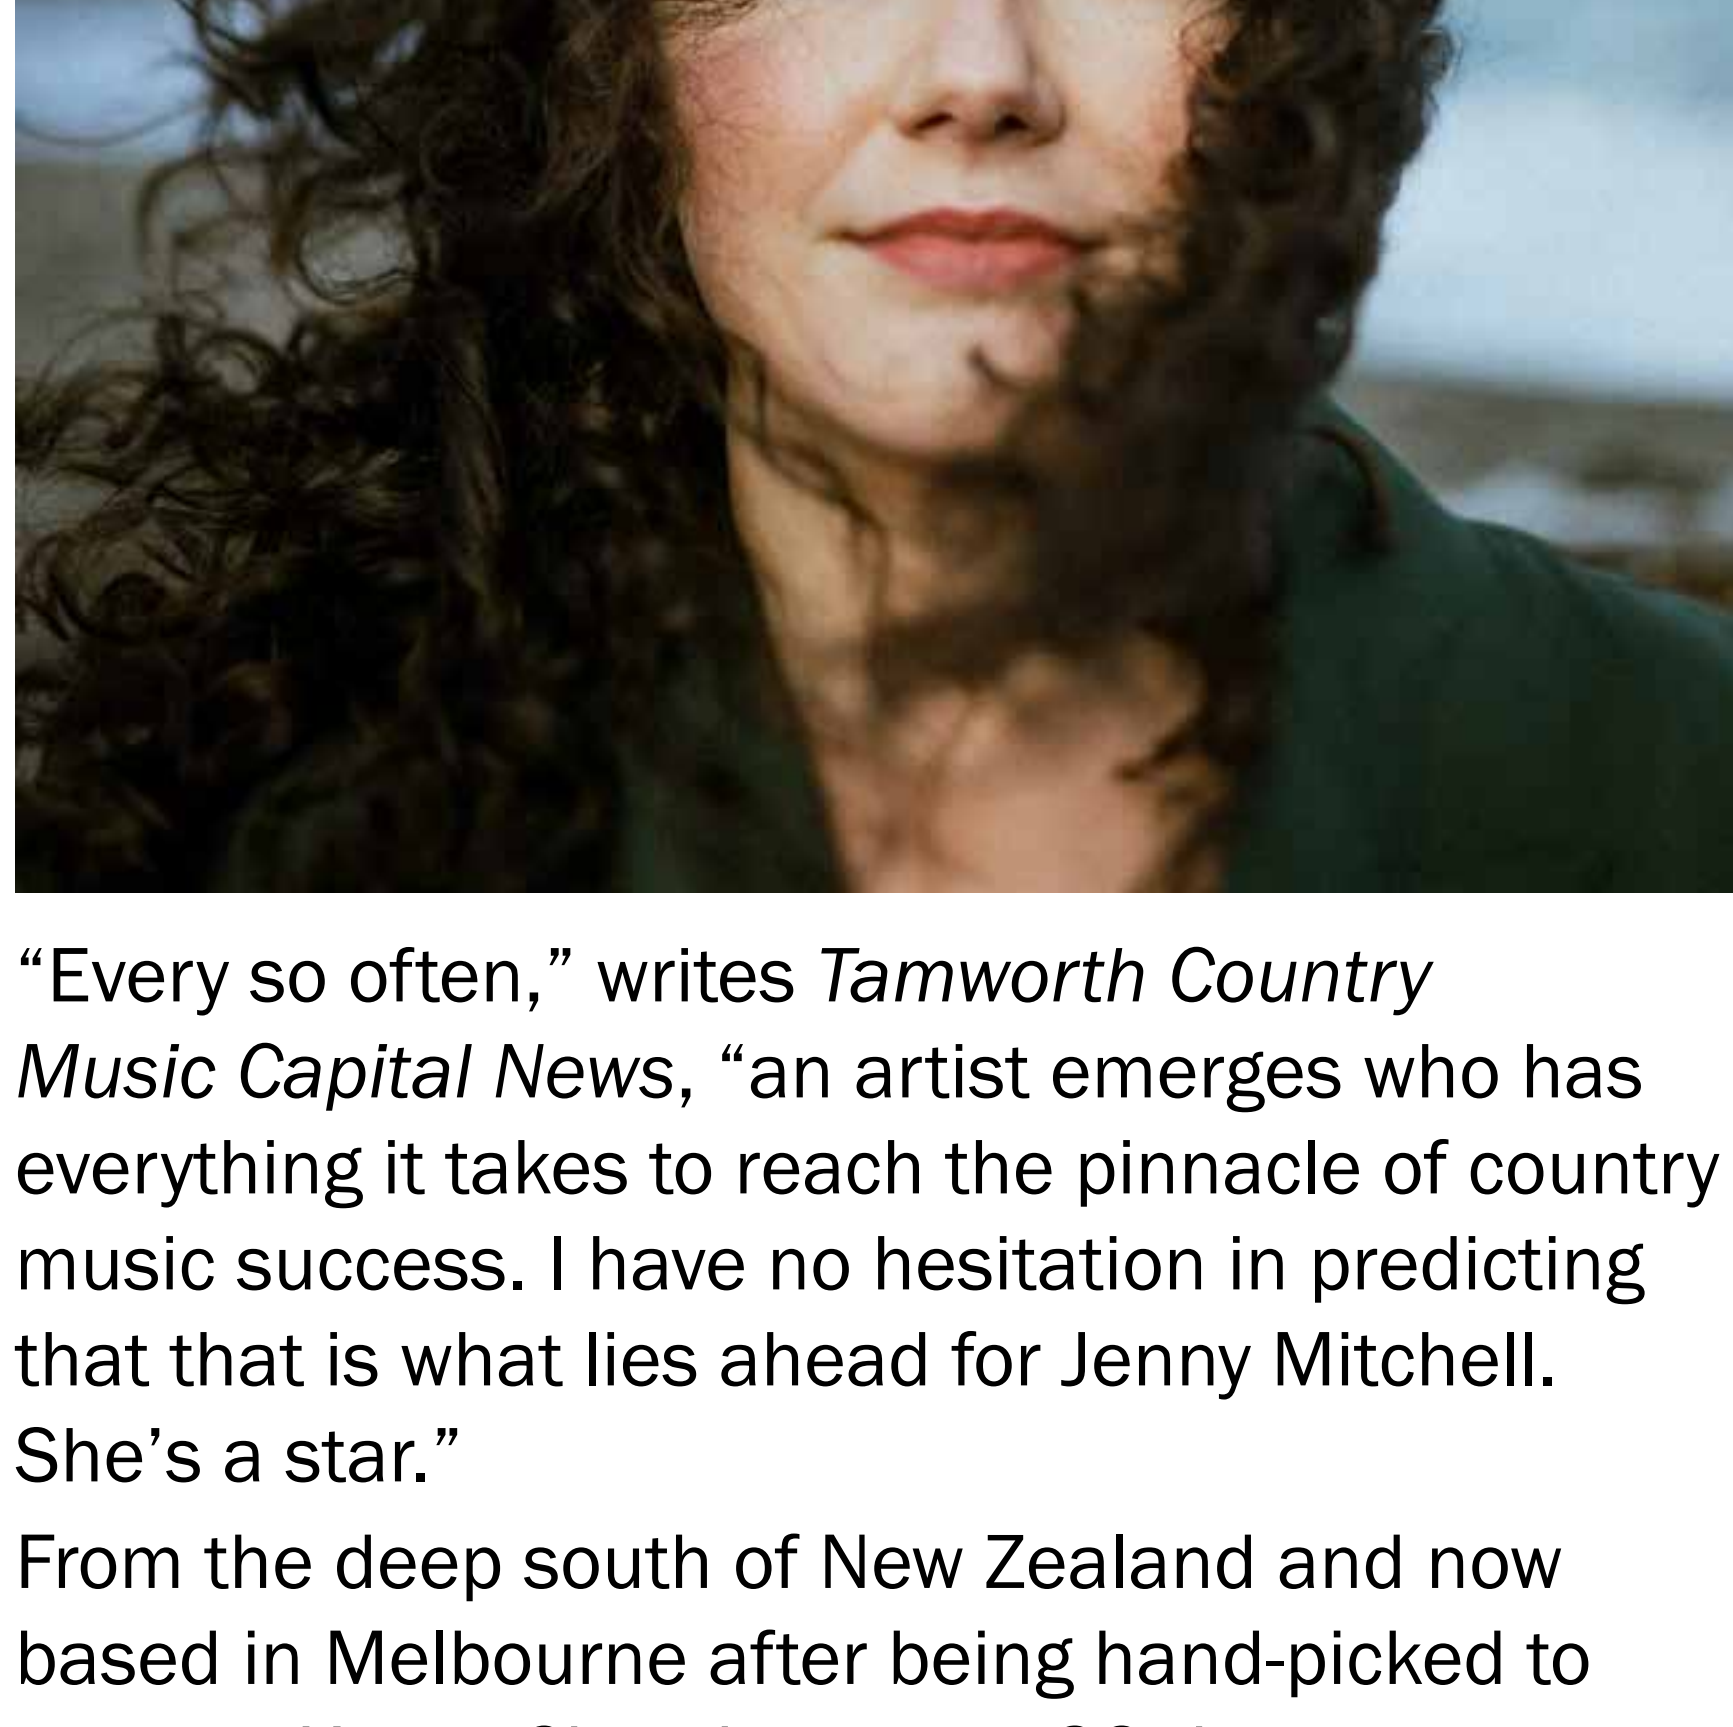 “Every so often,” writes Tamworth Country
Music Capital News, “an artist emerges who has
everything it takes to reach the pinnacle of country
music success. I have no hesitation in predicting
that that is what lies ahead for Jenny Mitchell.
She’s a star.”
From the deep south of New Zealand and now
based in Melbourne after being hand-picked to